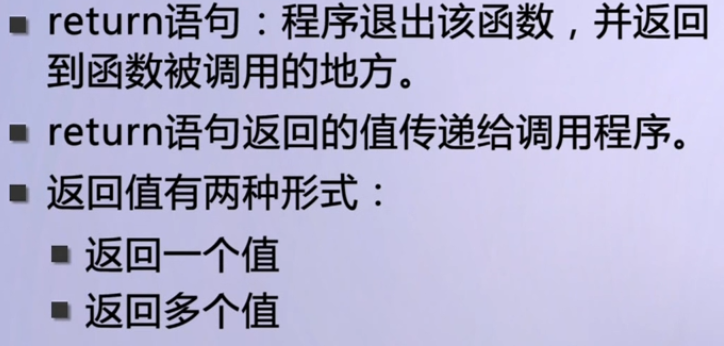 return语句：程序退出该函数，并返回
到函数被调用的地方。
return语句返回的值传递给调用程序。
返回值有两种形式：
返回一个值
返回多个值